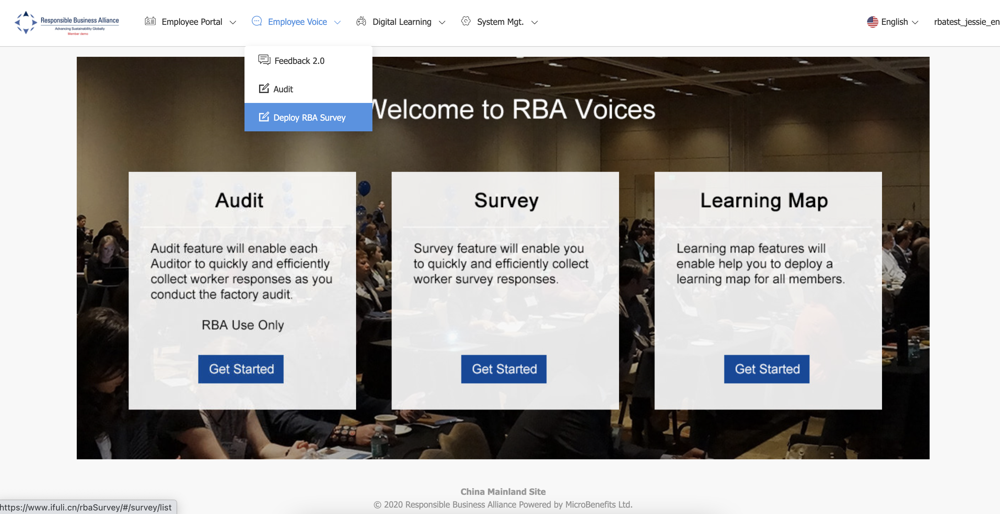 Responsible Business Alliance
Advancing Sustainability Globally
Member demo
Employee Portal
Employee Voice
Digital Learning
System Mgt.
English
rbatest_jessie_en
Feedback 2.0
Audit
Deploy RBA Survey
Welcome to RBA Voices
Audit
Audit feature will enable each
Auditor to quickly and efficiently
collect worker responses as you
conduct the factory audit.
RBA Use Only
Get Started
Survey
Survey feature will enable you
to quickly and efficiently collect
worker survey responses.
Get Started
Learning Map
Learning map features will
enable help you to deploy a
learning map for all members.
Get Started
China Mainland Site
© 2020 Responsible Business Alliance Powered by MicroBenefits Ltd.
https://www.ifuli.cn/rbaSurvey/#/survey/list